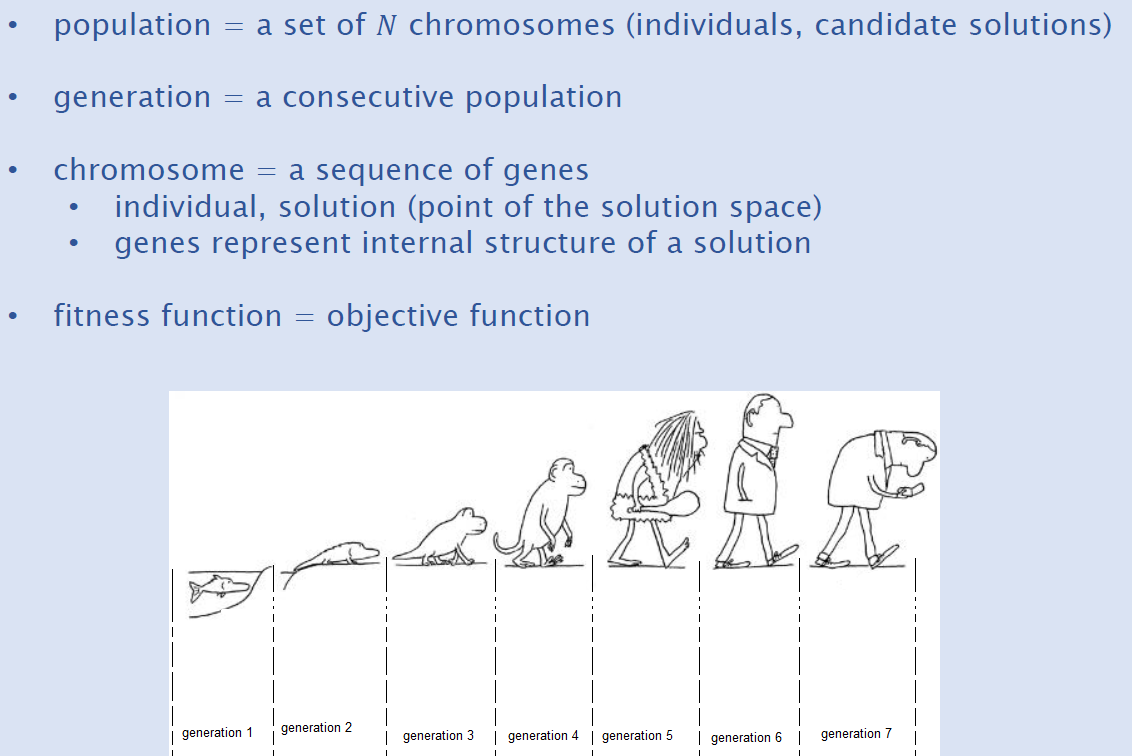 • population = a set of N chromosomes (individuals, candidate solutions)
• generation = a consecutive population
• chromosome = a sequence of genes
• individual, solution (point of the solution space)
• genes represent internal structure of a solution
• fitness function = objective function
generation 1 generation 2 generation 3 generation 4 generation 5 generation 6 generation 7